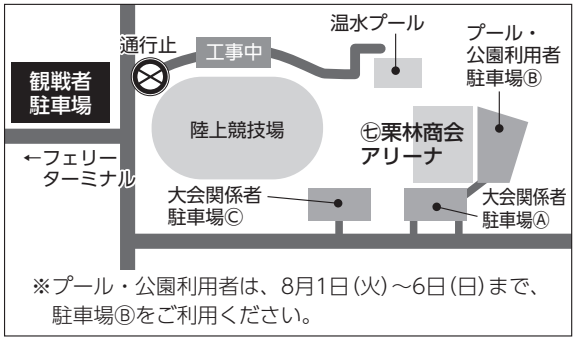 温水プール
プール・
公園利用者
駐車場Ⓑ
通行止
工事中
観戦者
駐車場
陸上競技場
㊆栗林商会
アリーナ
←フェリー
ターミナル
大会関係者
駐車場Ⓒ
大会関係者
駐車場Ⓐ
※プール・公園利用者は、8月1日(火)～6日(日)まで、
駐車場Ⓑをご利用ください。